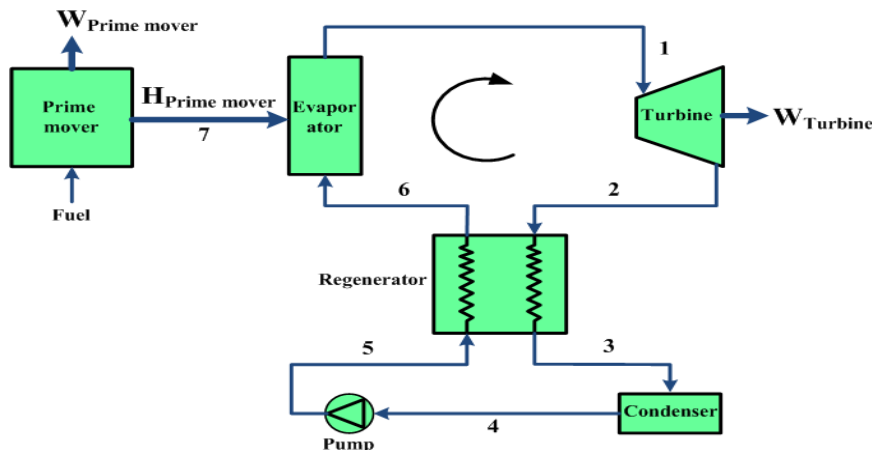 W Prime mover
1
Prime
mover
H Prime mover
7
Evapor
ator
Turbine
W Turbine
6
2
Fuel
Regenerator
5
3
Condenser
4
Pump